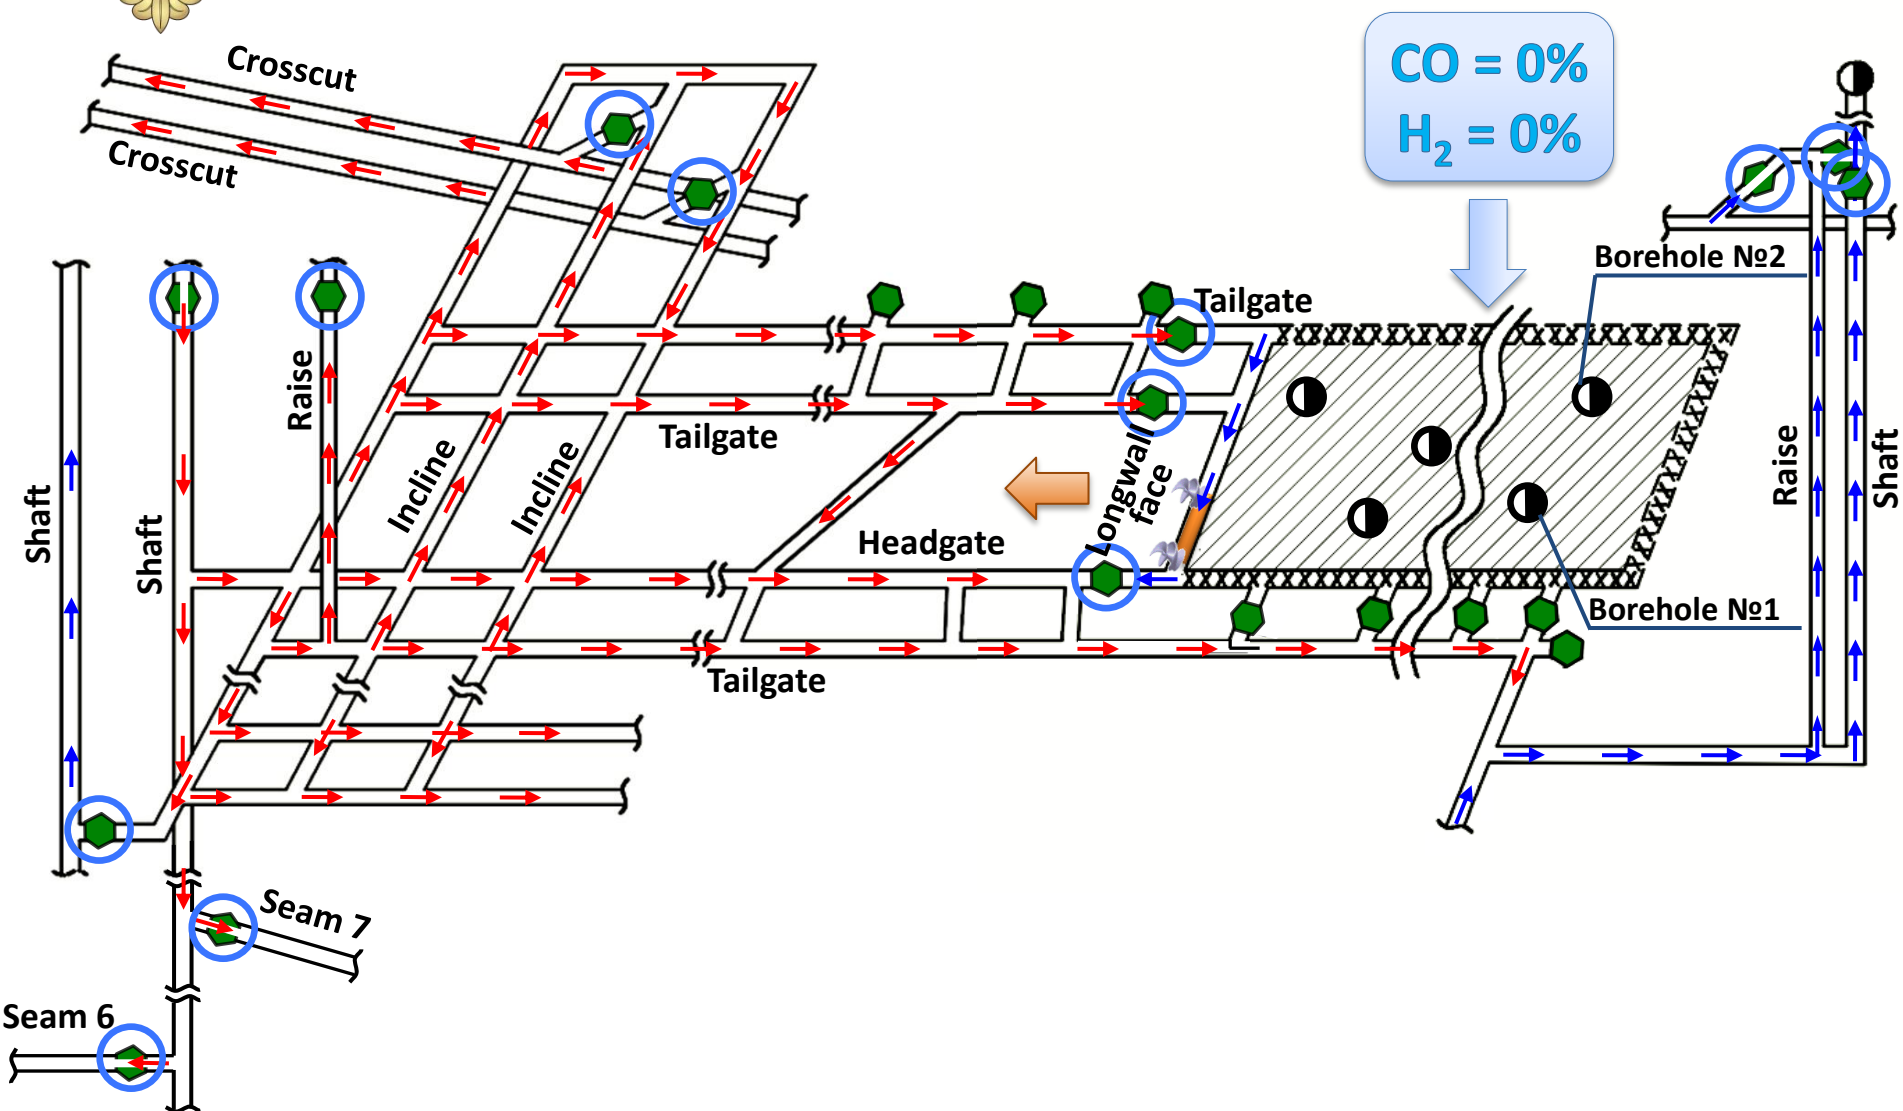 Crosscut
Crosscut
CO = 0%
H₂ = 0%
Borehole №2
Tailgate
Raise
Tailgate
Incline
Incline
Longwall
face
Shaft
Shaft
Headgate
Raise
Shaft
Borehole №1
Tailgate
Seam 7
Seam 6